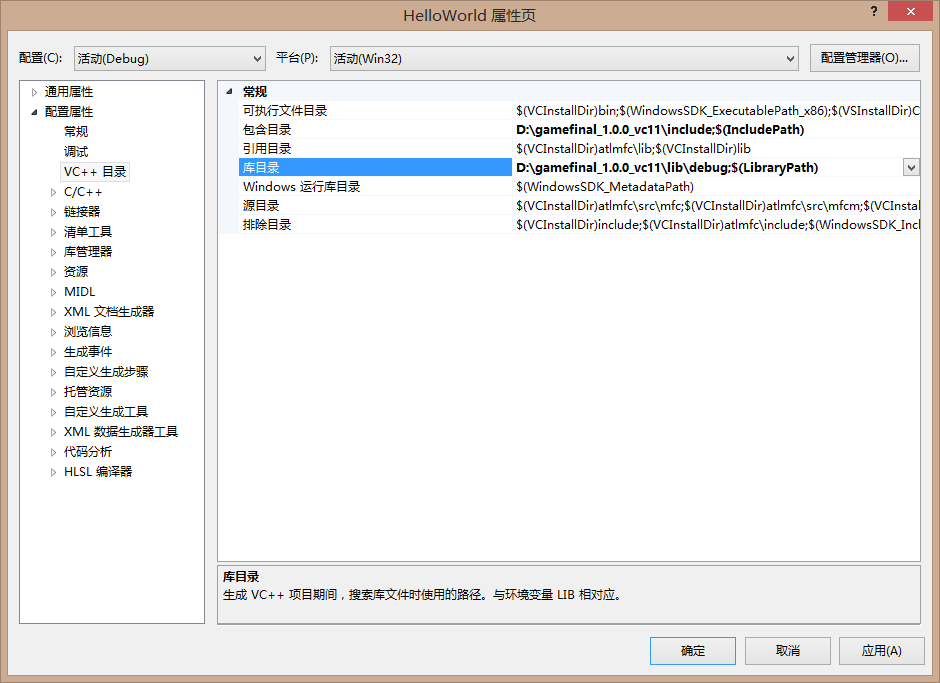 HelloWorld 属性页
配置(C): 活动(Debug) 平台(P): 活动(Win32) 配置管理器(O)...
通用属性
配置属性
常规
调试
VC++ 目录
C/C++
链接器
清单工具
库管理器
资源
MIDL
XML 文档生成器
浏览信息
生成事件
自定义生成步骤
托管资源
自定义生成工具
XML 数据生成器工具
代码分析
HLSL 编译器
常规
可执行文件目录 $(VCInstallDir)bin;$(WindowsSDK_ExecutablePath_x86);$(VSInstallDir)C
包含目录 D:\gamefinal_1.0.0_vc11\include;$(IncludePath)
引用目录 $(VCInstallDir)atlmfc\lib;$(VCInstallDir)lib
库目录 D:\gamefinal_1.0.0_vc11\lib\debug;$(LibraryPath)
Windows 运行库目录 $(WindowsSDK_MetadataPath)
源目录 $(VCInstallDir)atlmfc\src\mfc;$(VCInstallDir)atlmfc\src\mfcm;$(VCInstal
排除目录 $(VCInstallDir)include;$(VCInstallDir)atlmfc\include;$(WindowsSDK_Incl
库目录
生成 VC++ 项目期间，搜索库文件时使用的路径。与环境变量 LIB 相对应。
确定 取消 应用(A)